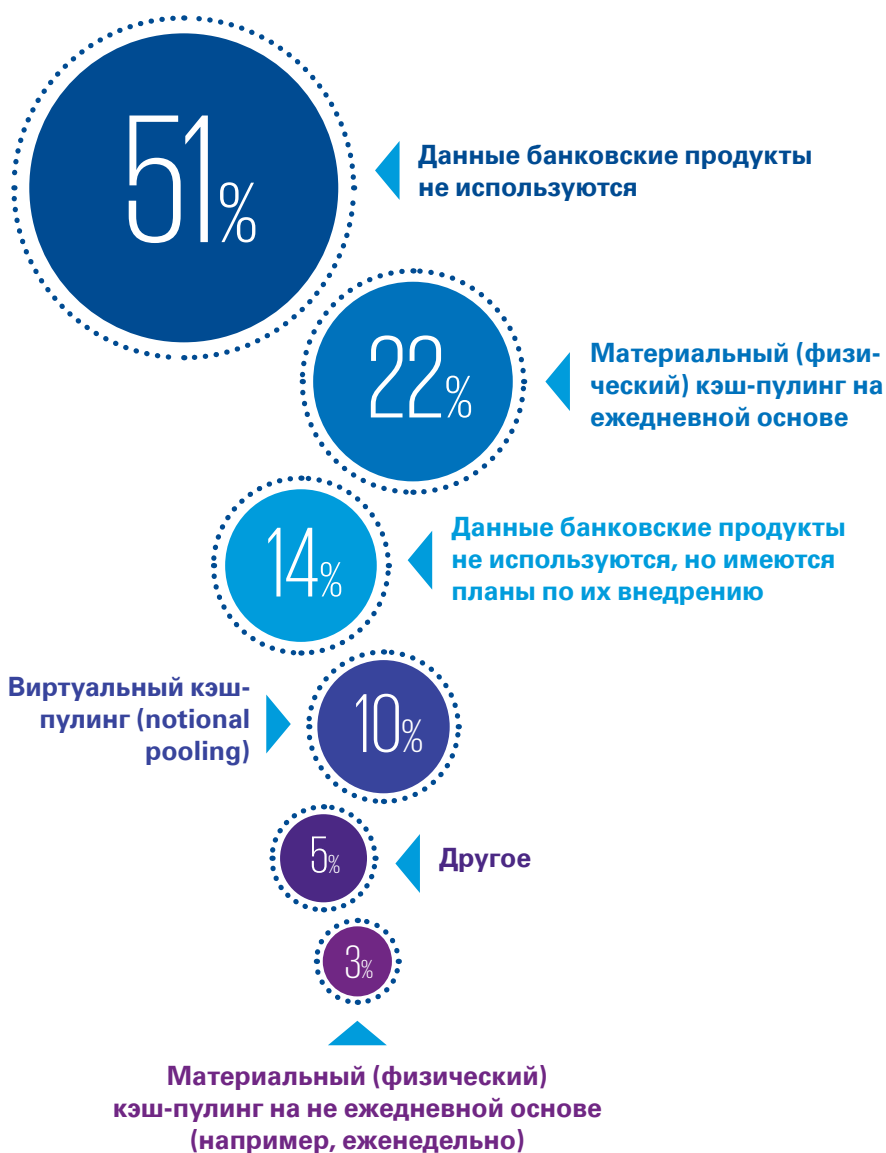 51%
Данные банковские продукты
не используются
22%
Материальный (физи-
ческий) кэш-пулинг на
ежедневной основе
14%
Данные банковские продукты
не используются, но имеются
планы по их внедрению
Виртуальный кэш-
пулинг (notional
pooling)
10%
5%
Другое
3%
Материальный (физический)
кэш-пулинг на не ежедневной основе
(например, еженедельно)